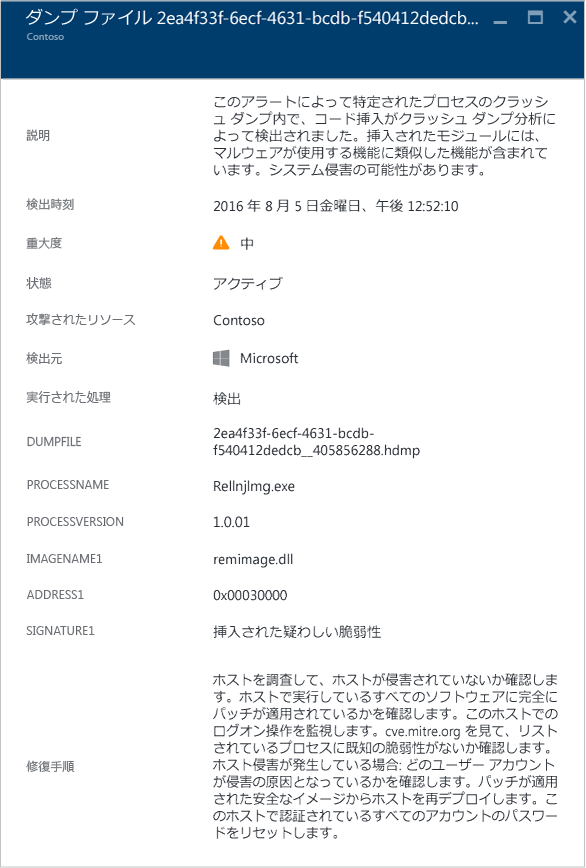 ダンプ ファイル 2ea4f33f-6ecf-4631-bcdb-f540412dedcb...
Contoso
説明
このアラートによって特定されたプロセスのクラッシ
ュ ダンプ内で、コード挿入がクラッシュ ダンプ分析に
よって検出されました。挿入されたモジュールには、
マルウェアが使用する機能に類似した機能が含まれて
います。システム侵害の可能性があります。
検出時刻
2016 年 8 月 5 日金曜日、午後 12:52:10
重大度
中
状態
アクティブ
攻撃されたリソース
Contoso
検出元
Microsoft
実行された処理
検出
DUMPFILE
2ea4f33f-6ecf-4631-bcdb-
f540412dedcb__405856288.hdmp
PROCESSNAME
RelInjImg.exe
PROCESSVERSION
1.0.01
IMAGENAME1
remimage.dll
ADDRESS1
0x00030000
SIGNATURE1
挿入された疑わしい脆弱性
修復手順
ホストを調査して、ホストが侵害されていないか確認しま
す。ホストで実行しているすべてのソフトウェアに完全に
パッチが適用されているかを確認します。このホストでの
ログオン操作を監視します。cve.mitre.org を見て、リスト
されているプロセスに既知の脆弱性がないか確認します。
ホスト侵害が発生している場合: どのユーザー アカウント
が侵害の原因となっているかを確認します。パッチが適用
された安全なイメージからホストを再デプロイします。こ
のホストで認証されているすべてのアカウントのパスワー
ドをリセットします。